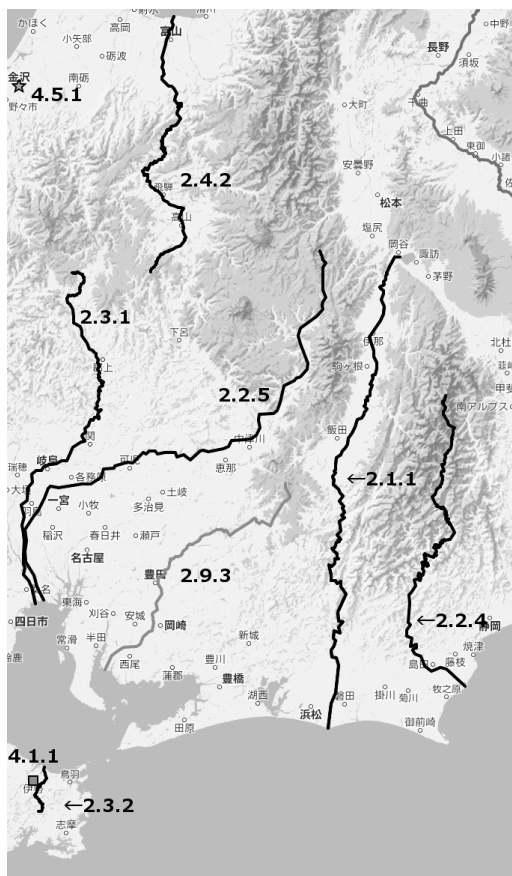 かほく
高岡
富山
小矢部
砺波
金沢
南砺
4.5.1
野々市
中野
長野
須坂
千曲
上田
東御
小諸
大町
安曇野
松本
塩尻
岡谷
諏訪
茅野
2.4.2
飛騨
高山
2.3.1
下呂
郡上
伊那
駒ヶ根
北杜
南アルプス
2.2.5
関
中津川
飯田
岐阜
瑞穂
可児
恵那
各務原
←2.1.1
一宮
小牧
土岐
多治見
稲沢
春日井
瀬戸
名古屋
豊田
2.9.3
東海
刈谷
安城
岡崎
←2.2.4
静岡
四日市
新城
常滑
半田
焼津
西尾
豊川
島田
藤枝
鈴鹿
蒲郡
豊橋
湖西
磐田
掛川
菊川
牧之原
浜松
田原
御前崎
4.1.1
鳥羽
←2.3.2
志摩